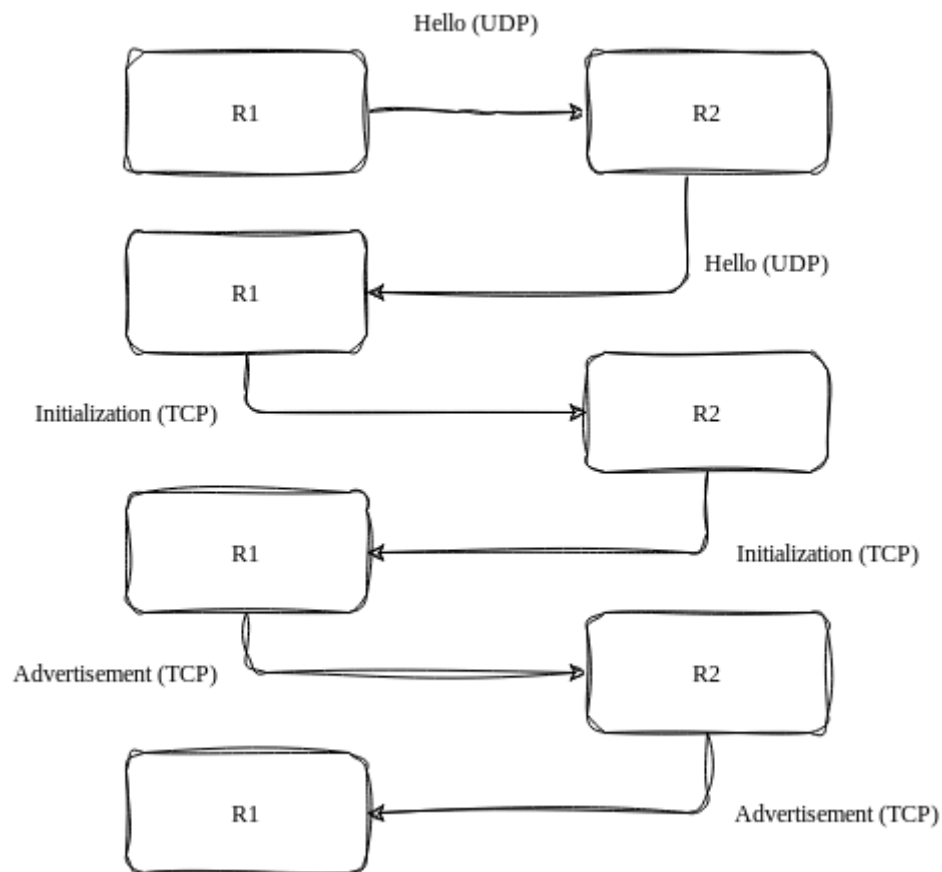 Hello (UDP)
R1
R2
Hello (UDP)
R1
Initialization (TCP)
R2
R1
Initialization (TCP)
Advertisement (TCP)
R2
R1
Advertisement (TCP)